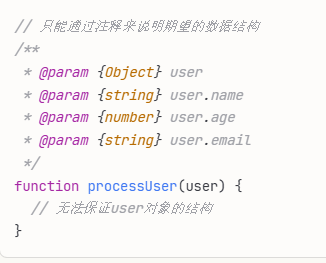 // 只能通过注释来说明期望的数据结构
/**
 * @param {Object} user
 * @param {string} user.name
 * @param {number} user.age
 * @param {string} user.email
 */
function processUser(user) {
  // 无法保证user对象的结构
}